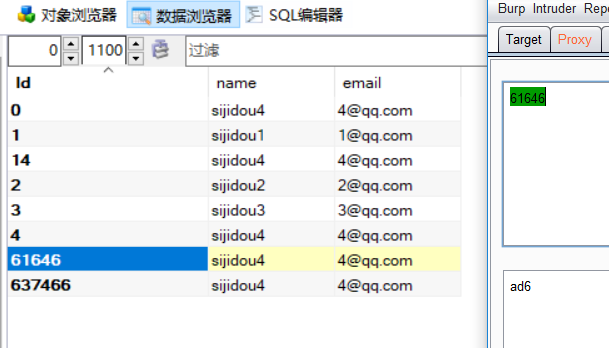 对象浏览器 数据浏览器 SQL编辑器
0 1100 过滤
Id name email
0 sijidou4 4@qq.com
1 sijidou1 1@qq.com
14 sijidou4 4@qq.com
2 sijidou2 2@qq.com
3 sijidou3 3@qq.com
4 sijidou4 4@qq.com
61646 sijidou4 4@qq.com
637466 sijidou4 4@qq.com
Burp Intruder
Target Proxy
61646
ad6